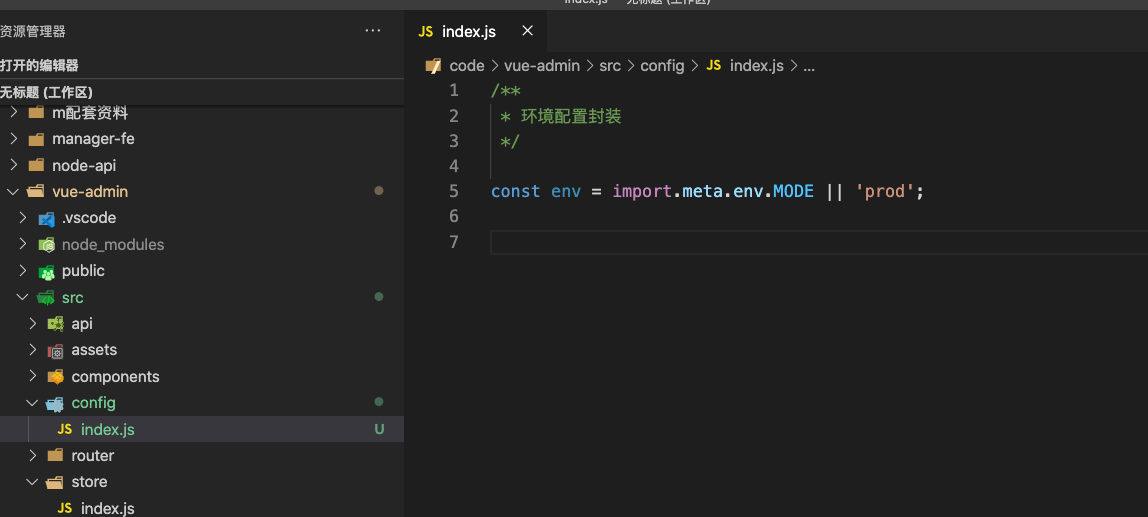 index.js — 无标题 (工作区)
资源管理器
···
打开的编辑器
无标题 (工作区)
m配套资料
manager-fe
node-api
vue-admin
.vscode
node_modules
public
src
api
assets
components
config
JS index.js U
router
store
JS index.js
JS index.js ×
code > vue-admin > src > config > JS index.js > ...
1 /**
2 * 环境配置封装
3 */
4
5 const env = import.meta.env.MODE || 'prod';
6
7